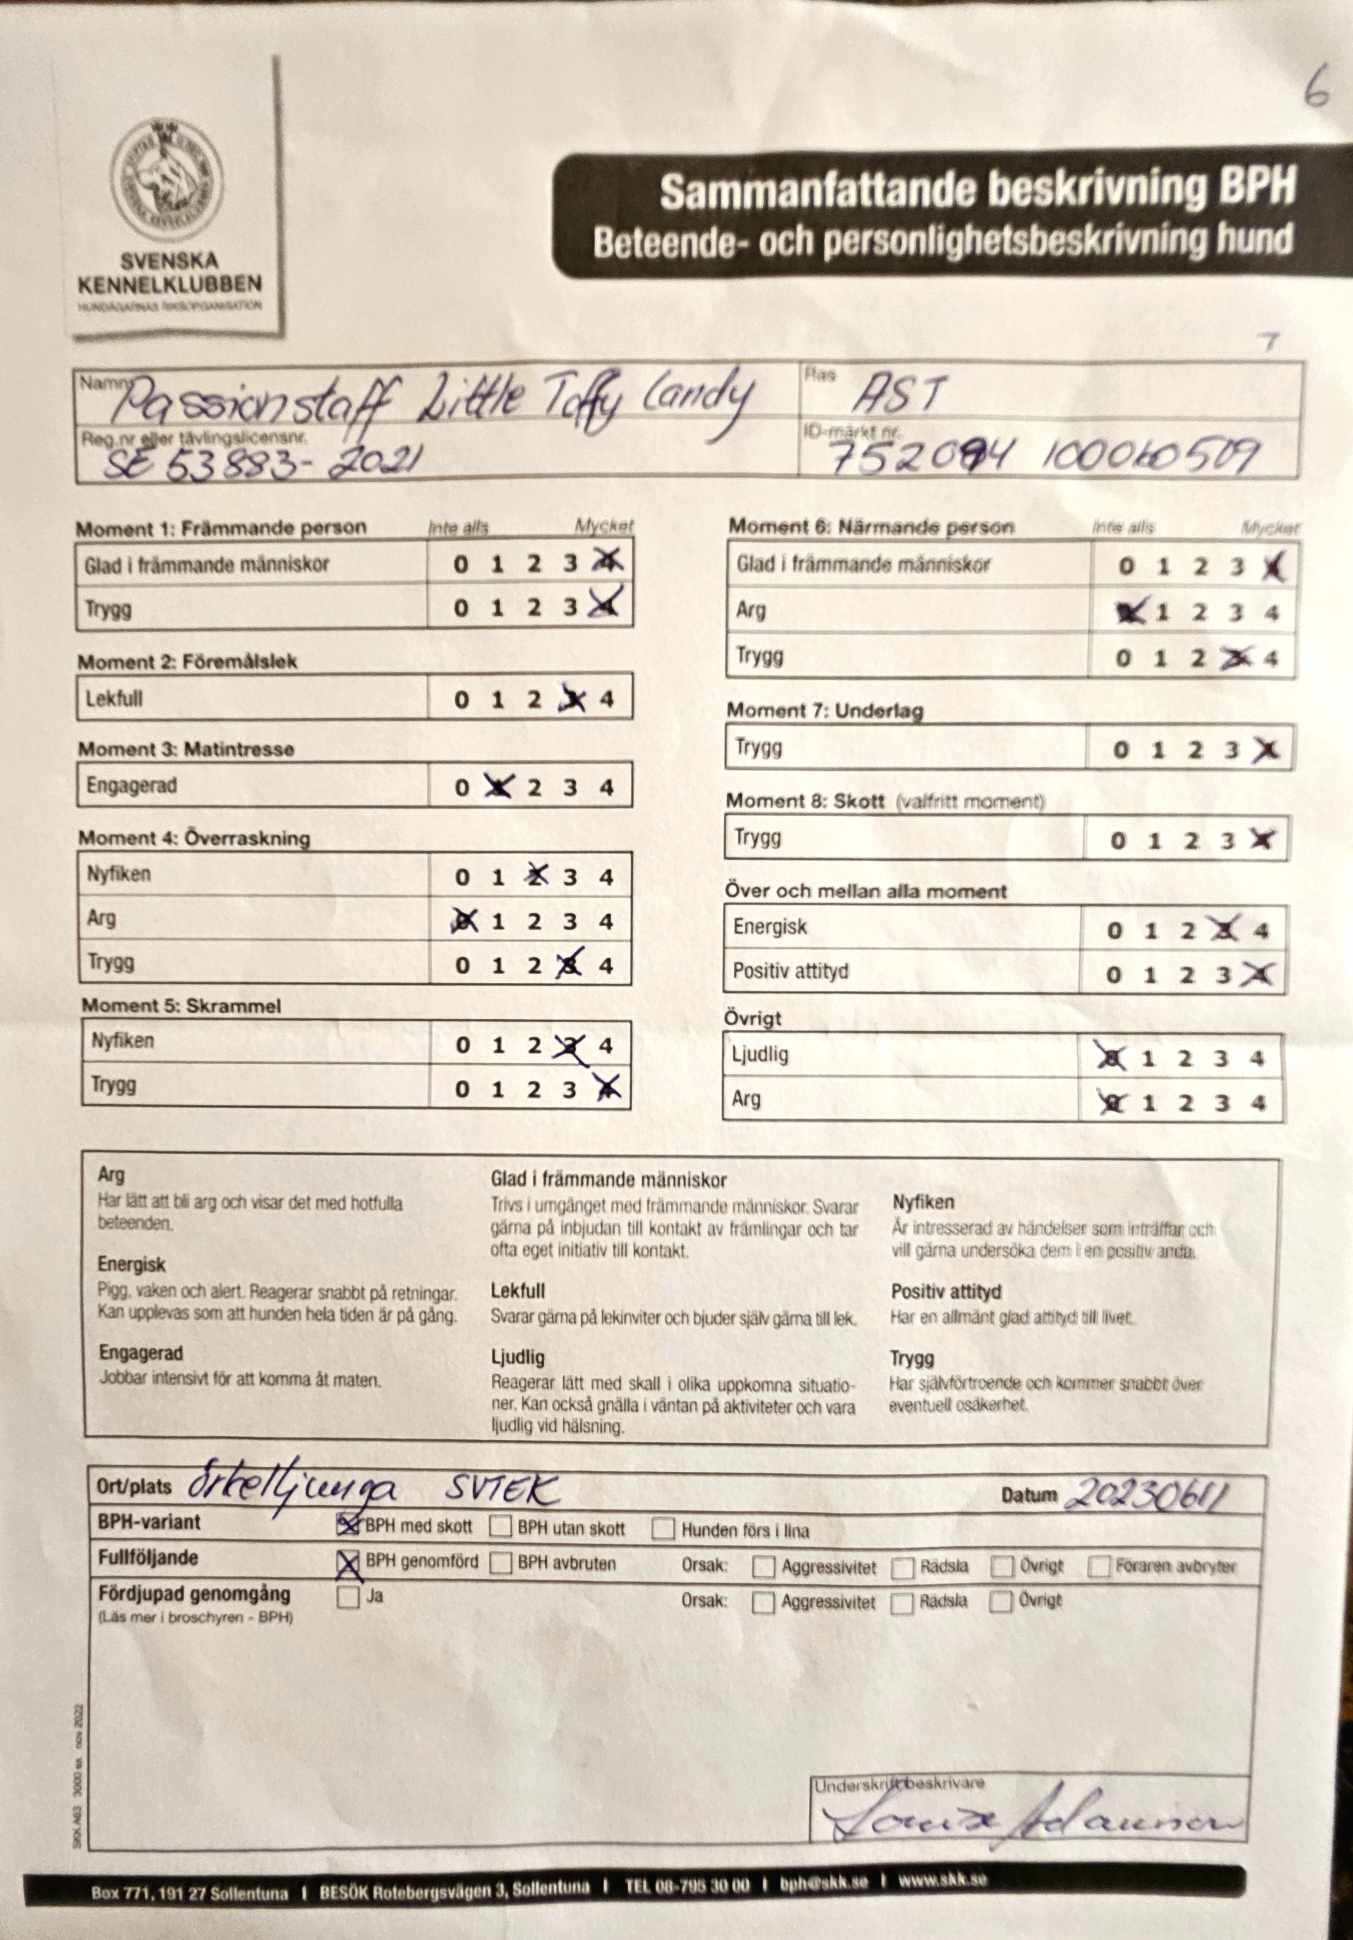 6
SVENSKA
KENNELKLUBBEN
HUNDÄGARNAS RIKSORGANISATION
Sammanfattande beskrivning BPH
Beteende- och personlighetsbeskrivning hund
Namn Passionstaff Little Toffy Candy
Ras AST
Reg.nr eller tävlingslicensnr. SE 53883-2021
ID-märkt nr.
Moment 1: Främmande person Inte alls Mycket
Glad i främmande människor 0 1 2 3 4
Trygg 0 1 2 3 4
Moment 2: Föremålslek
Lekfull 0 1 2 3 4
Moment 3: Matintresse
Engagerad 0 1 2 3 4
Moment 4: Överraskning
Nyfiken 0 1 2 3 4
Arg 0 1 2 3 4
Trygg 0 1 2 3 4
Moment 5: Skrammel
Nyfiken 0 1 2 3 4
Trygg 0 1 2 3 4
Moment 6: Närmande person Inte alls Mycket
Glad i främmande människor 0 1 2 3 4
Arg 0 1 2 3 4
Trygg 0 1 2 3 4
Moment 7: Underlag
Trygg 0 1 2 3 4
Moment 8: Skott (valfritt moment)
Trygg 0 1 2 3 4
Över och mellan alla moment
Energisk 0 1 2 3 4
Positiv attityd 0 1 2 3 4
Övrigt
Ljudlig 0 1 2 3 4
Arg 0 1 2 3 4
Arg
Har lätt att bli arg och visar det med hotfulla
beteenden.
Energisk
Pigg, vaken och alert. Reagerar snabbt på retningar.
Kan upplevas som att hunden hela tiden är på gång.
Engagerad
Jobbar intensivt för att komma åt maten.
Glad i främmande människor
Trivs i umgänget med främmande människor. Svarar
gärna på inbjudan till kontakt av främlingar och tar
ofta eget initiativ till kontakt.
Lekfull
Svarar gärna på lekinviter och bjuder själv gärna till lek.
Ljudlig
Reagerar lätt med skall i olika uppkomna situatio-
ner. Kan också gnälla i väntan på aktiviteter och vara
ljudlig vid hälsning.
Nyfiken
Är intresserad av händelser som inträffar och
vill gärna undersöka dem i en positiv anda.
Positiv attityd
Har en allmänt glad attityd till livet.
Trygg
Har självförtroende och kommer snabbt över
eventuell osäkerhet.
Ort/plats Örkelljunga SVTEK Datum 20230611
BPH-variant BPH med skott BPH utan skott Hunden förs i lina
Fullföljande BPH genomförd BPH avbruten Orsak: Aggressivitet Rädsla Övrigt Föraren avbryter
Fördjupad genomgång Ja Orsak: Aggressivitet Rädsla Övrigt
(Läs mer i broschyren - BPH)
SKK A63 3000 ex nov 2022
Underskrift beskrivare
Louise Adamsson
Box 771, 191 27 Sollentuna | BESÖK Rotebergsvägen 3, Sollentuna | TEL 08-795 30 00 | bph@skk.se | www.skk.se